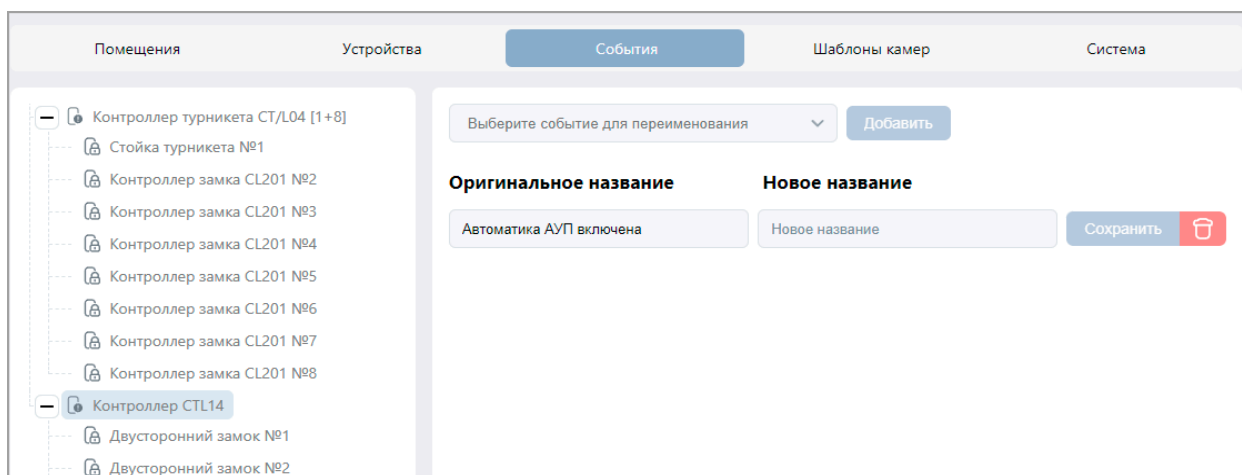 Помещения Устройства События Шаблоны камер Система
Контроллер турникета CT/L04 [1+8]
Стойка турникета №1
Контроллер замка CL201 №2
Контроллер замка CL201 №3
Контроллер замка CL201 №4
Контроллер замка CL201 №5
Контроллер замка CL201 №6
Контроллер замка CL201 №7
Контроллер замка CL201 №8
Контроллер CTL14
Двусторонний замок №1
Двусторонний замок №2
Выберите событие для переименования Добавить
Оригинальное название Новое название
Автоматика АУП включена Новое название Сохранить